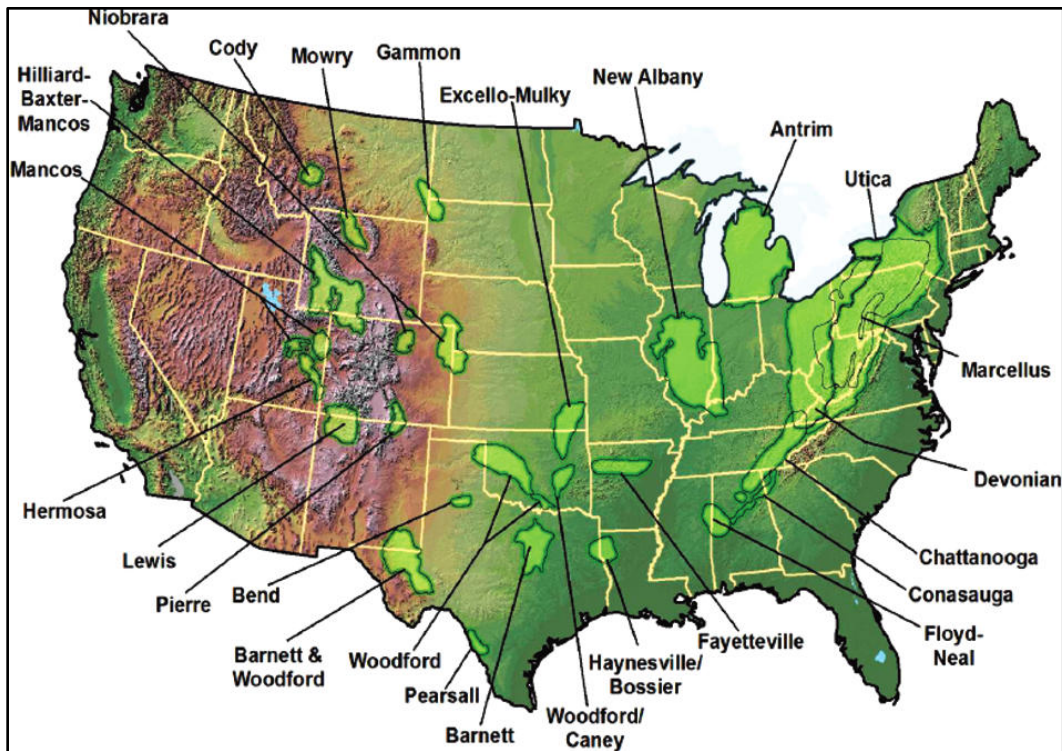 Niobrara
Cody
Mowry
Gammon
Hilliard-
Baxter-
Mancos
Excello-Mulky
New Albany
Antrim
Mancos
Utica
Marcellus
Devonian
Hermosa
Lewis
Chattanooga
Pierre
Bend
Conasauga
Barnett &
Woodford
Woodford
Fayetteville
Floyd-
Neal
Pearsall
Haynesville/
Bossier
Barnett
Woodford/
Caney